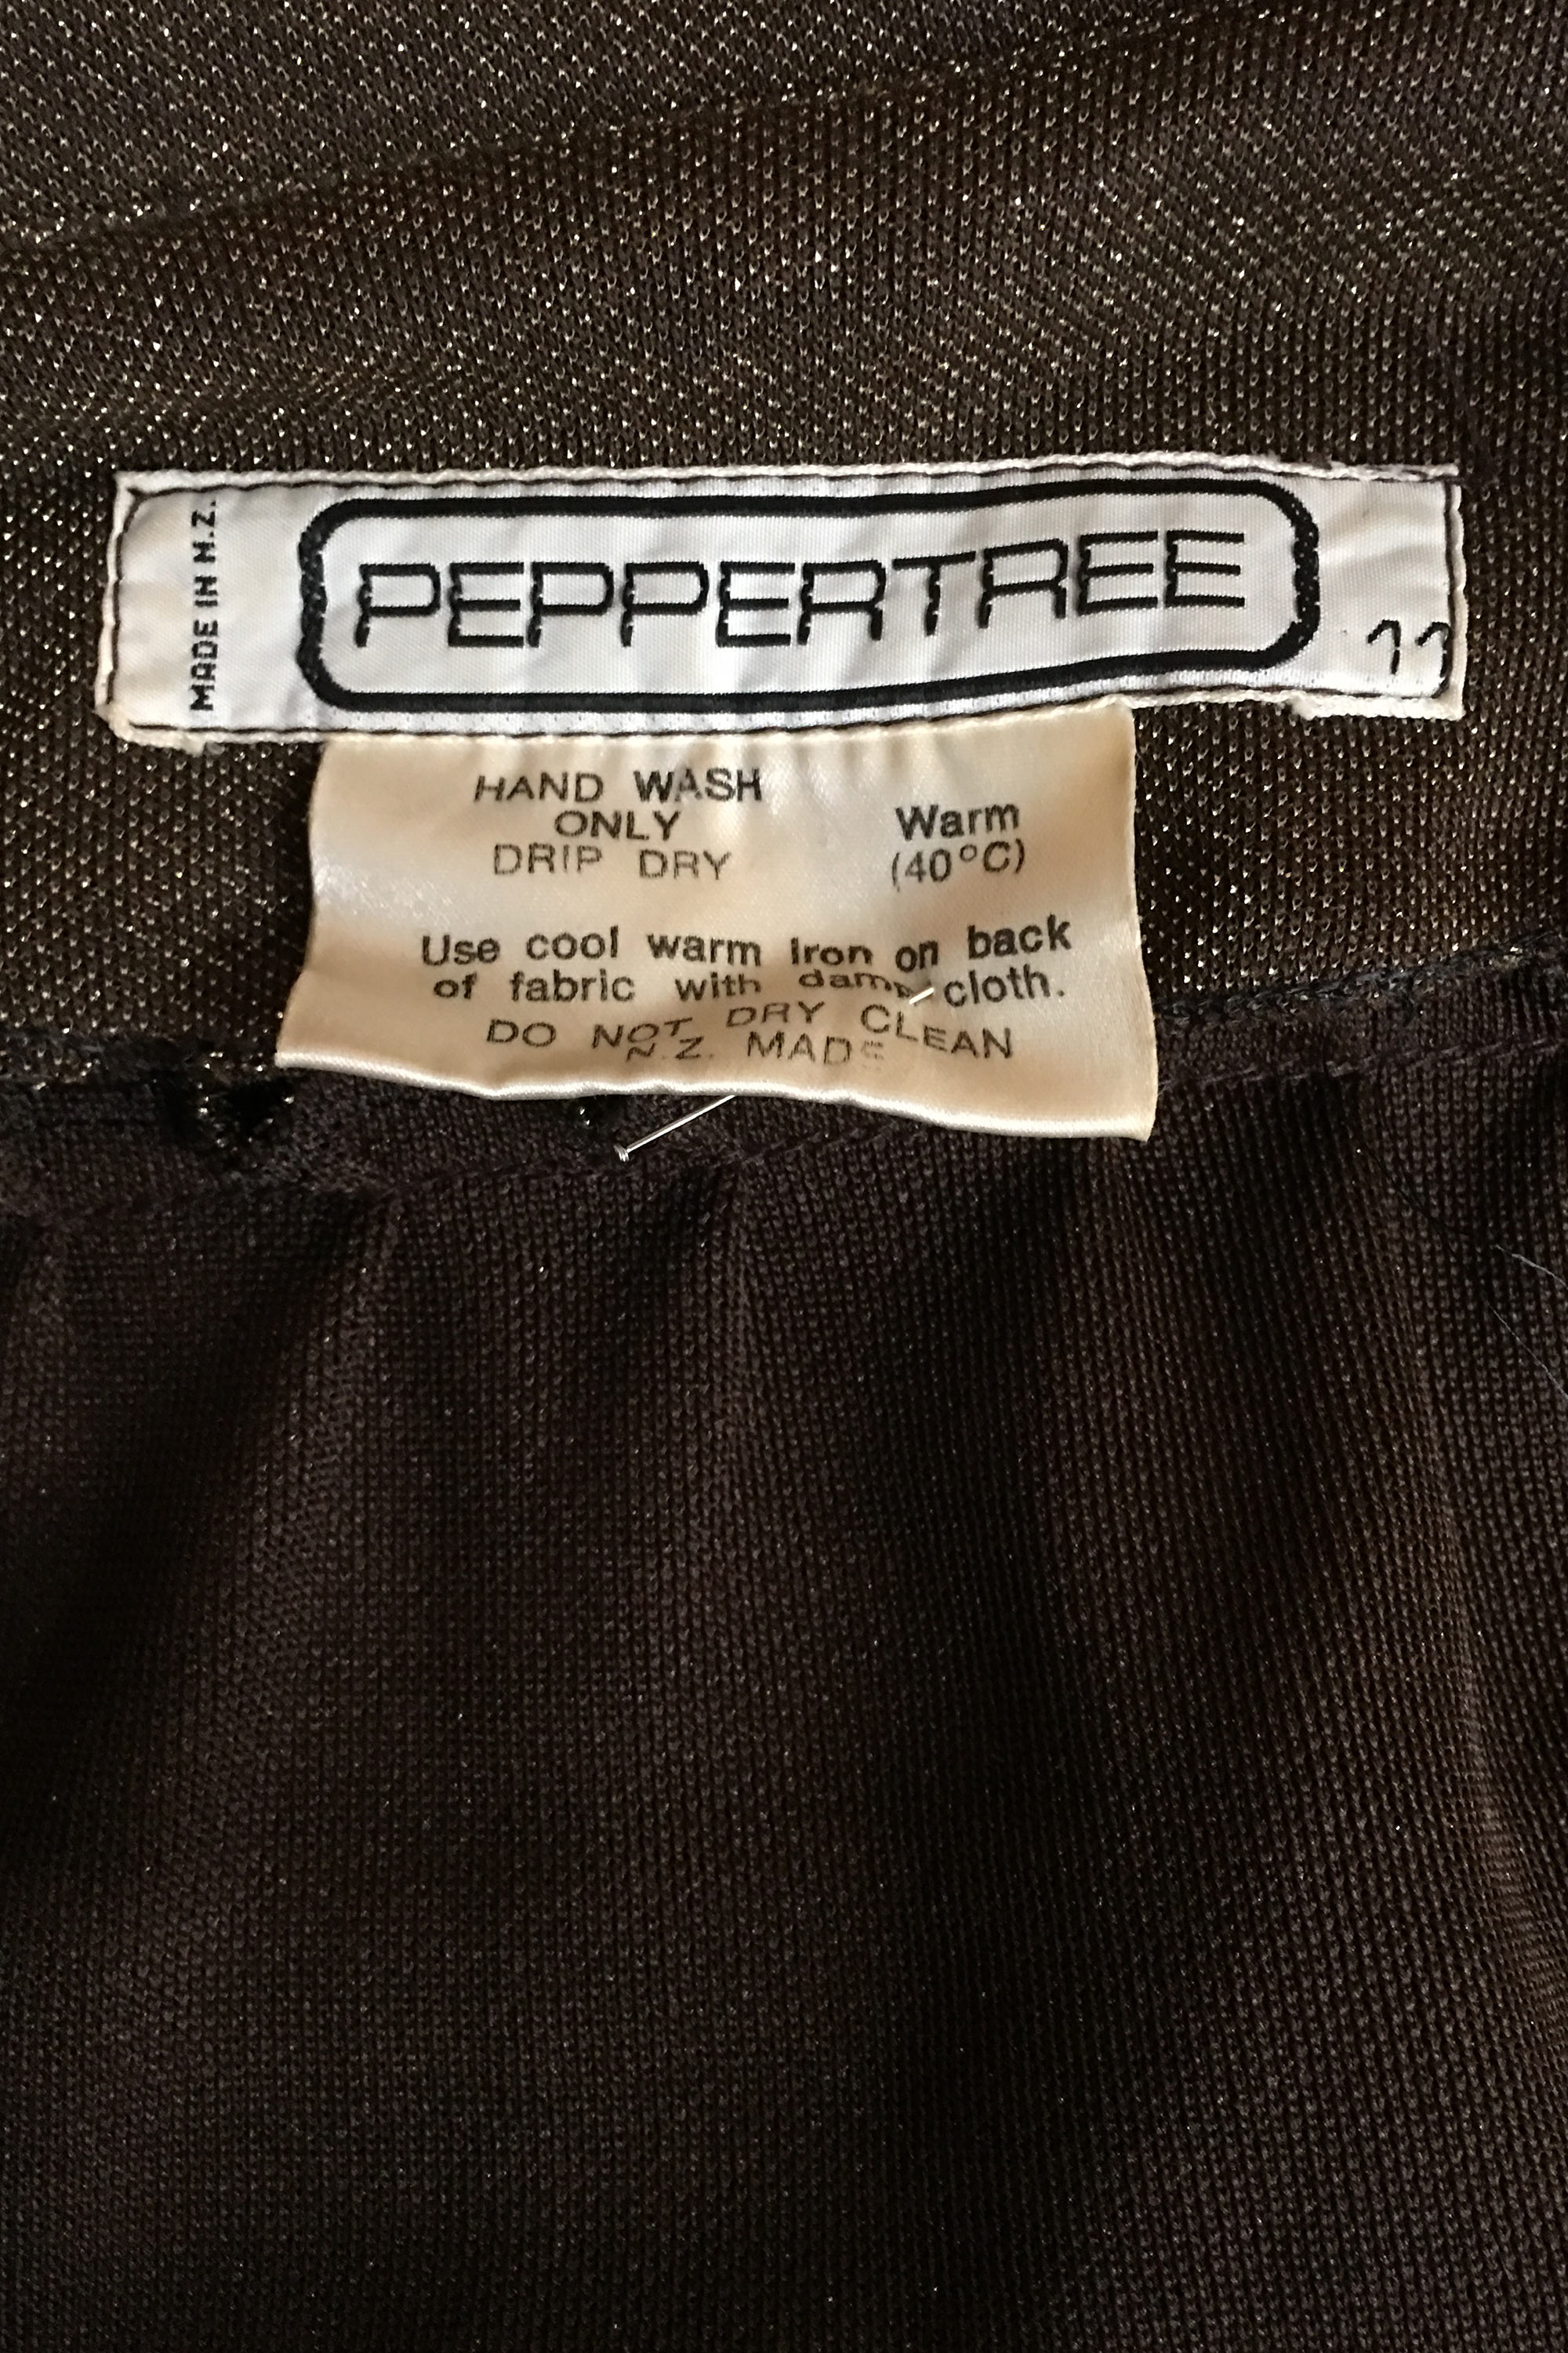 MADE IN N.Z.
PEPPERTREE
11
HAND WASH
ONLY
DRIP DRY
Warm
(40°C)
Use cool warm iron on back
of fabric with damp cloth.
DO NOT DRY CLEAN
N.Z. MADE